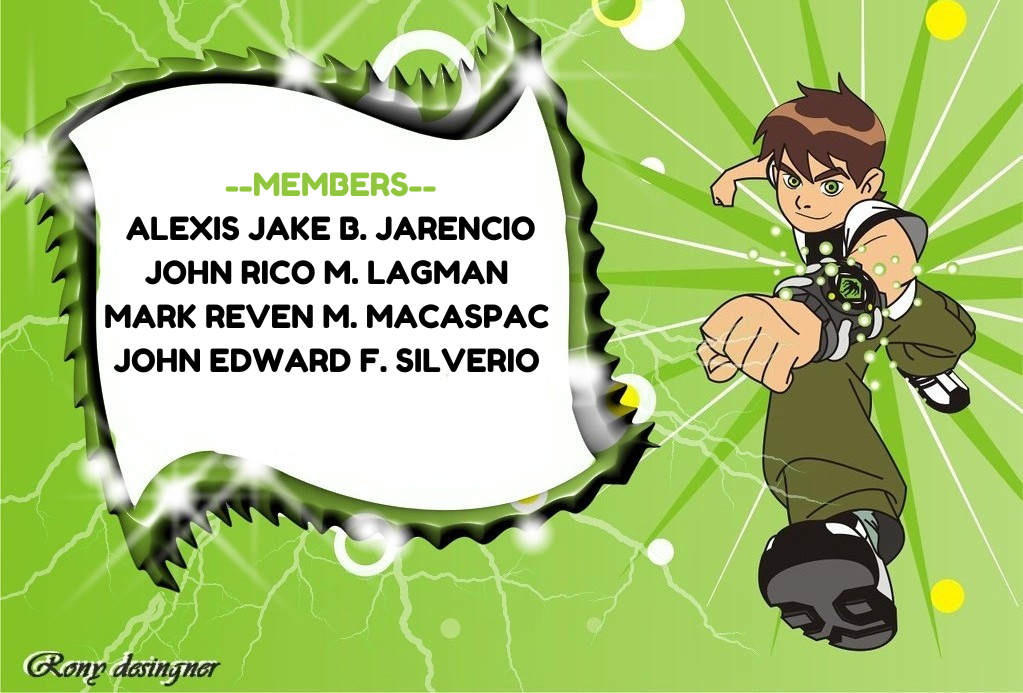 --MEMBERS--
ALEXIS JAKE B. JARENCIO
JOHN RICO M. LAGMAN
MARK REVEN M. MACASPAC
JOHN EDWARD F. SILVERIO
Rony desingner